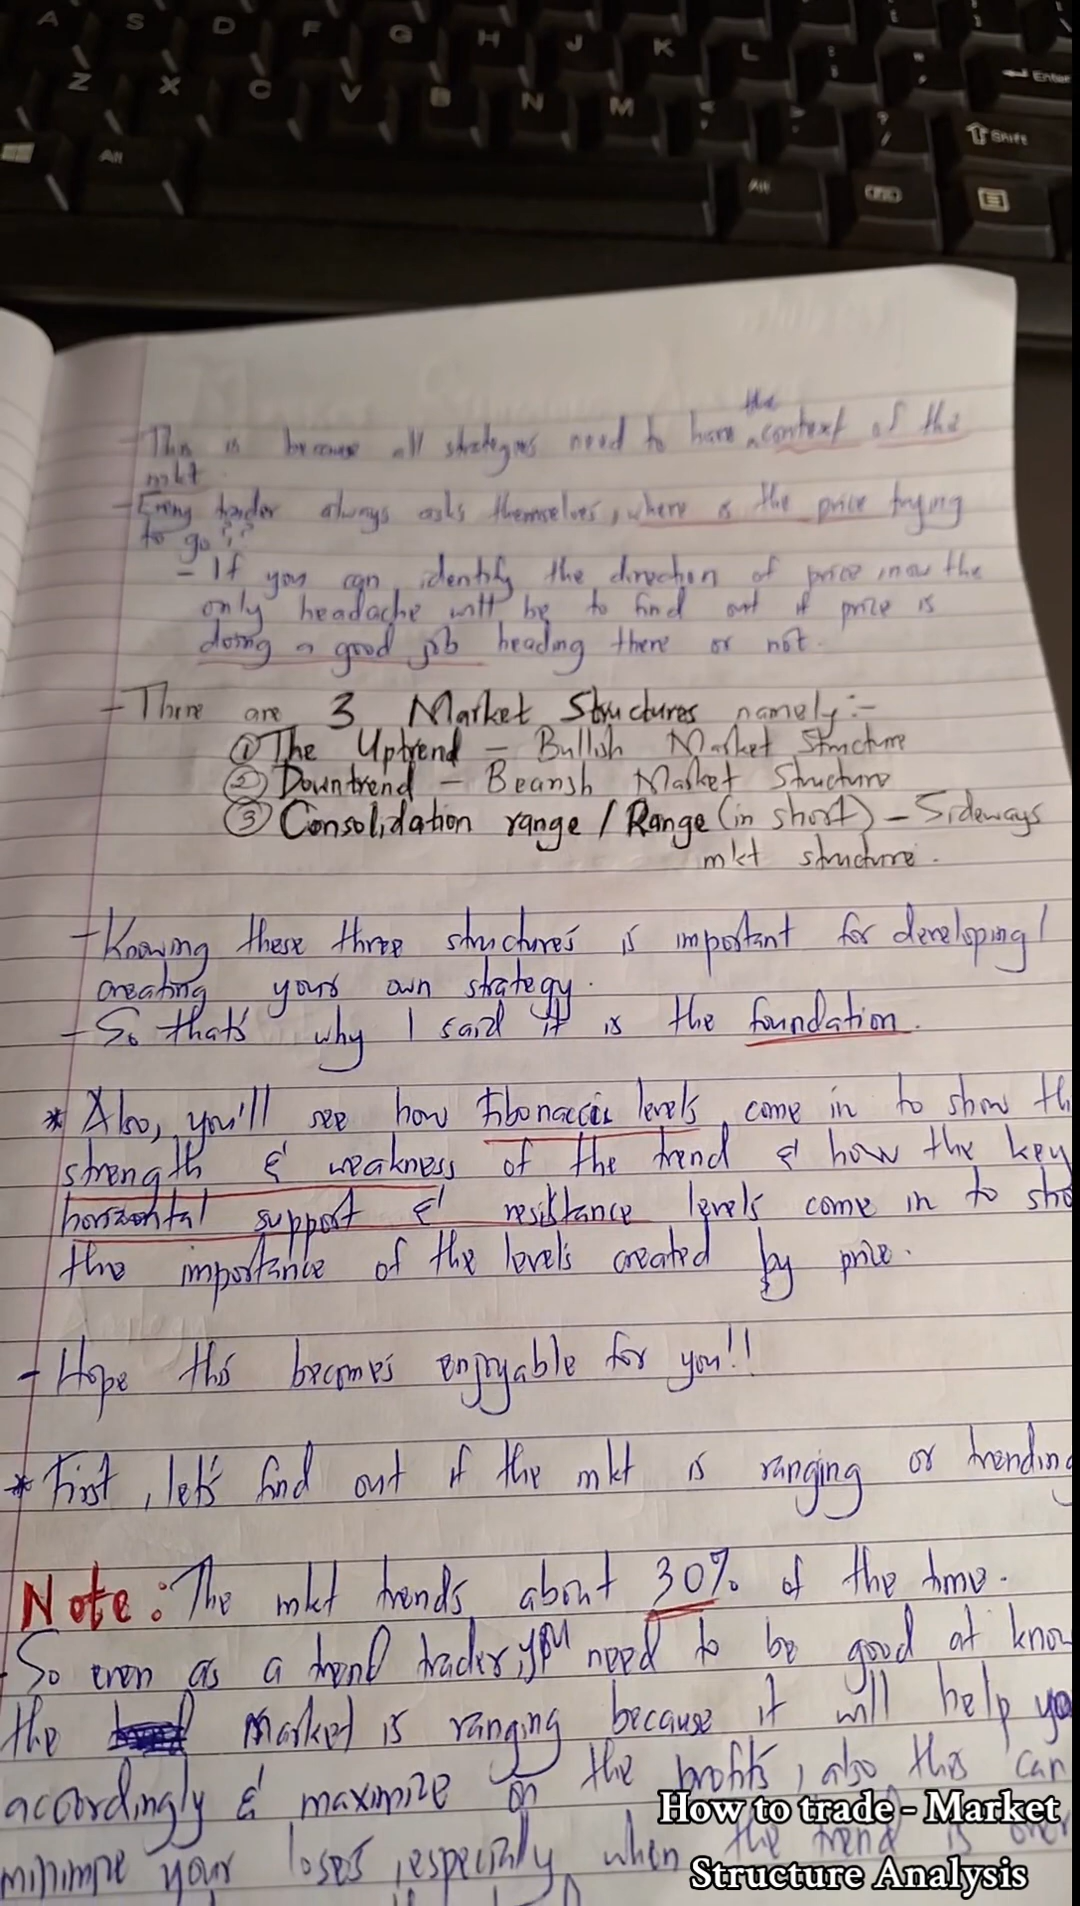 A S D F G H J K L
Enter
Z X C V B N M
Shift
Alt Alt
the
- This is because all strategies need to have ^ context of the
mkt
- Every trader always asks themselves, where is the price trying
to go??
- If you can identify the direction of price, now the
only headache will be to find out if price is
doing a good job heading there or not.
- There are 3 Market Structures namely:-
① The Uptrend - Bullish Market Structure
② Downtrend - Bearish Market Structure
③ Consolidation range / Range (in short) - Sideways
mkt structure.
- Knowing these three structures is important for developing/
creating your own strategy.
- So that's why I said it is the foundation.
* Also, you'll see how Fibonacci levels come in to show th
strength & weakness of the trend & how the key
horizontal support & resistance levels come in to sho
the importance of the levels created by price.
- Hope this becomes enjoyable for you!!
* First, let's find out if the mkt is ranging or trending
Note: The mkt trends about 30% of the time.
- So even as a trend trader, you need to be good at know
the market is ranging because it will help yo
accordingly & maximize on the profits, also this can
minimize your loses, especially when the trend is over
How to trade - Market
Structure Analysis